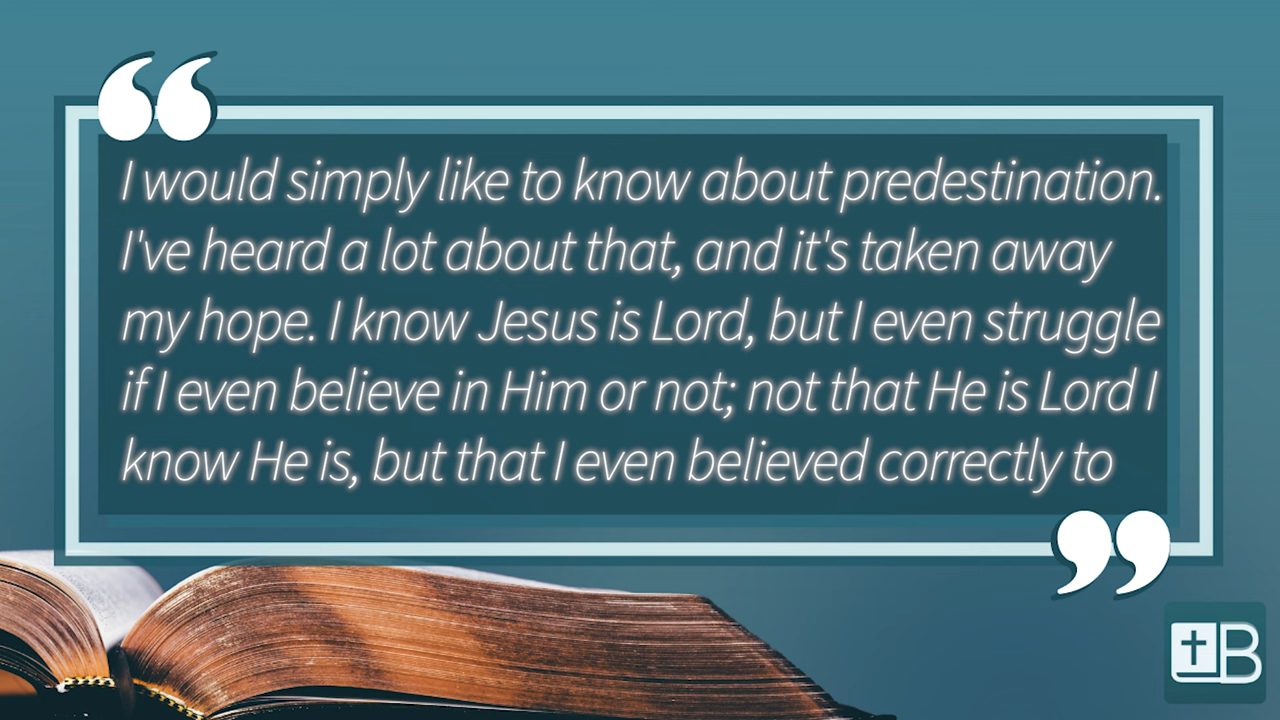 “
I would simply like to know about predestination.
I've heard a lot about that, and it's taken away
my hope. I know Jesus is Lord, but I even struggle
if I even believe in Him or not; not that He is Lord I
know He is, but that I even believed correctly to
”
B